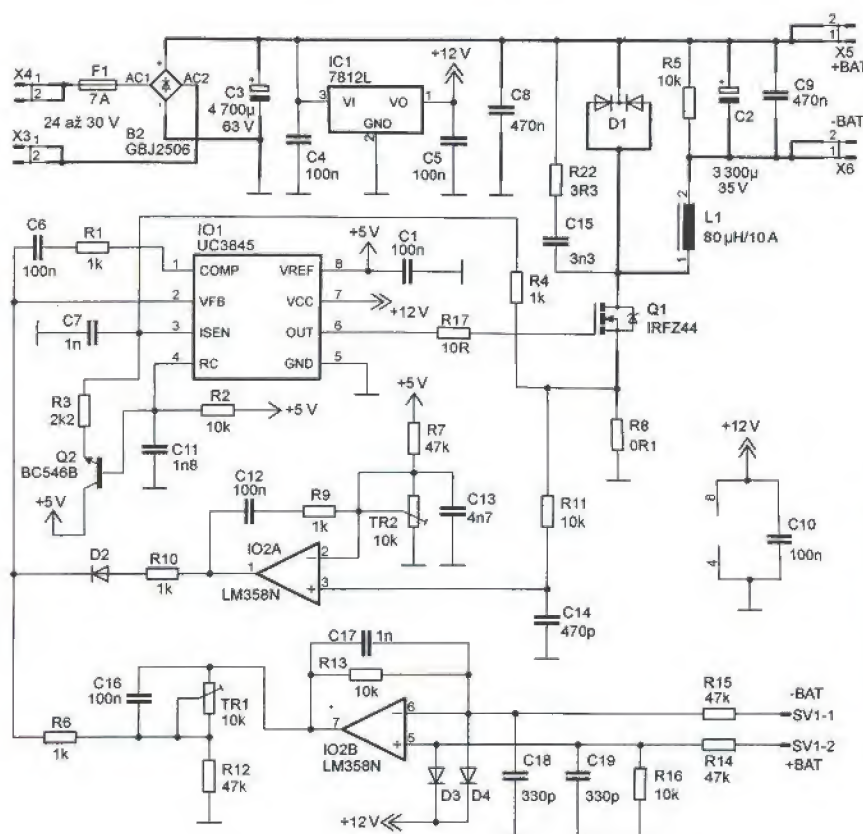 X4 1
2
F1
7A
24 až 30 V
X3 1
2
AC1
AC2
+
-
B2
GBJ2506
C3
4 700µ
63 V
IC1
7812L
3 VI VO 1
GND
2
+12 V
C4
100n
C5
100n
C8
470n
D1
R5
10k
C2
3 300µ
35 V
C9
470n
2
1
X5
+BAT
-BAT
2
1
X6
R22
3R3
C15
3n3
2
L1
80 µH/10 A
1
C6
100n
R1
1k
IO1
UC3845
1 COMP VREF 8
2 VFB VCC 7
3 ISEN OUT 6
4 RC GND 5
+5 V
C1
100n
+12 V
R4
1k
R17
10R
Q1
IRFZ44
C7
1n
R3
2k2
Q2
BC546B
+5 V
R2
10k
+5 V
C11
1n8
+5 V
R7
47k
R8
0R1
C12
100n
R9
1k
TR2
10k
C13
4n7
R11
10k
+12 V
8
4
C10
100n
D2
R10
1k
IO2A
1
2
3
-
+
LM358N
C14
470p
C17
1n
R13
10k
C16
100n
TR1
10k
R6
1k
R12
47k
7
6
5
-
+
IO2B
LM358N
D3
D4
+12 V
C18
330p
C19
330p
R16
10k
R15
47k
R14
47k
-BAT
SV1-1
SV1-2
+BAT